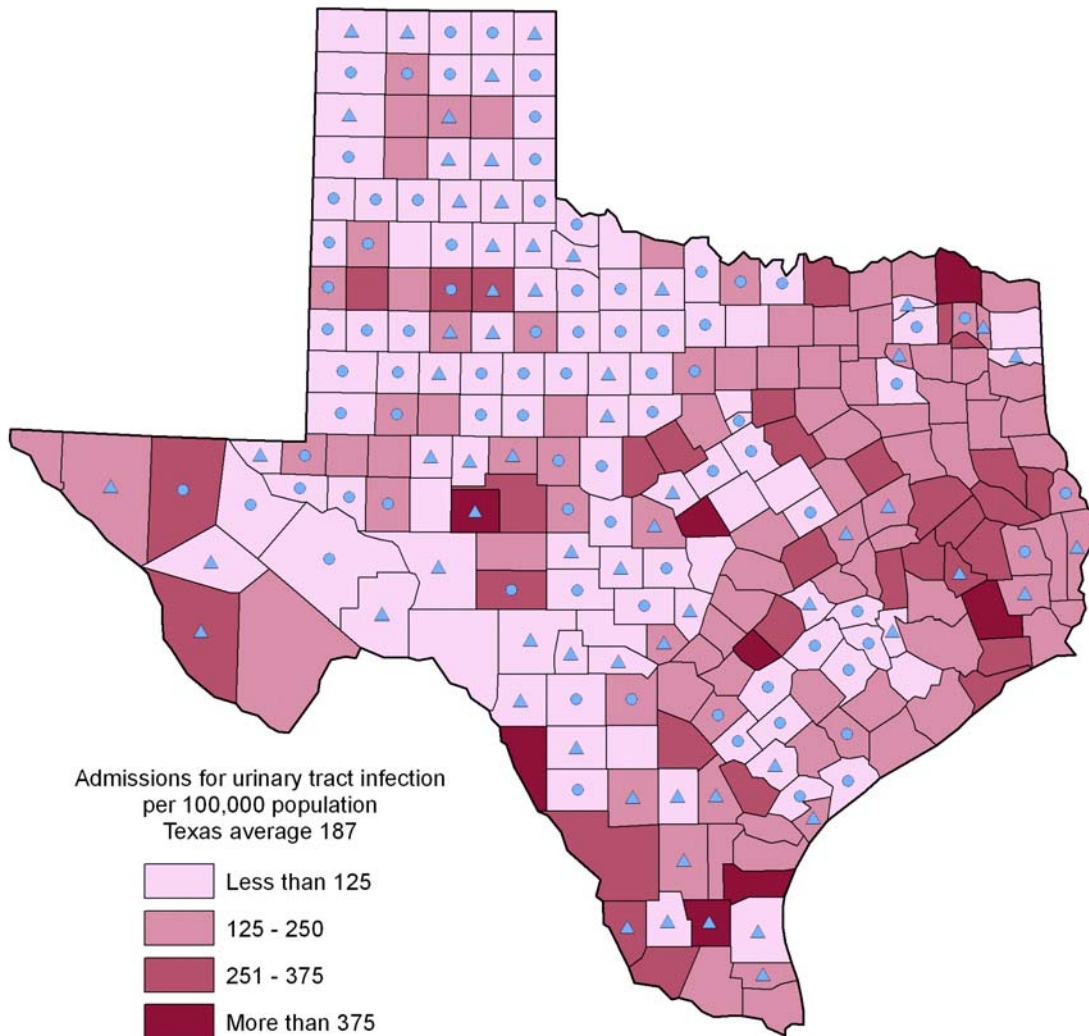 Admissions for urinary tract infection
per 100,000 population
Texas average 187
Less than 125
125 - 250
251 - 375
More than 375